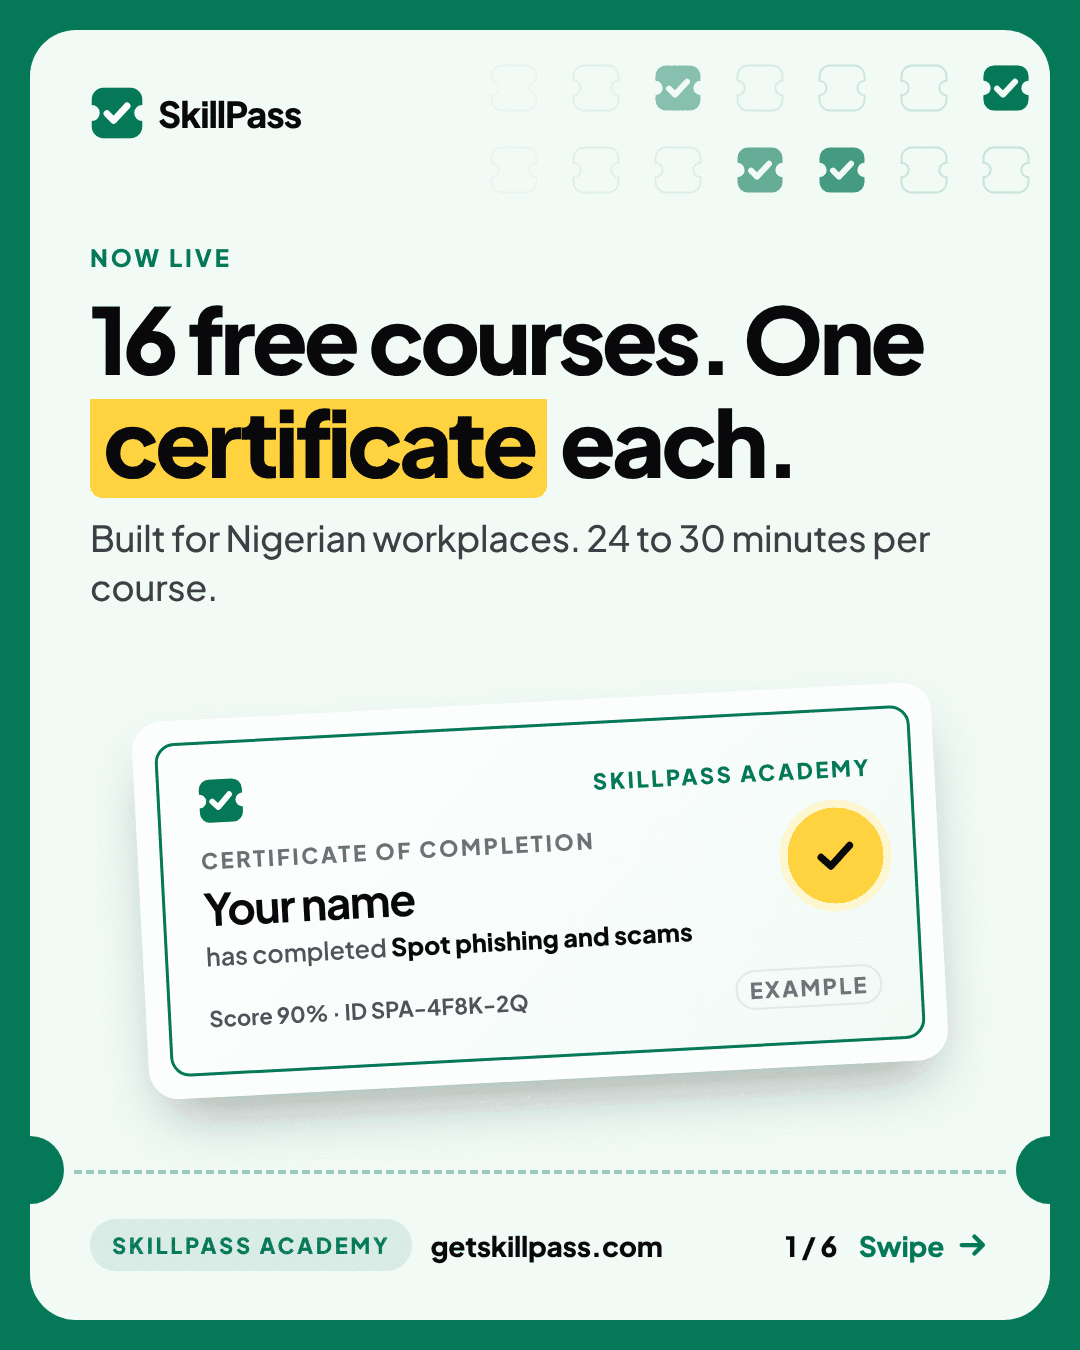 SkillPass
NOW LIVE
16 free courses. One
certificate each.
Built for Nigerian workplaces. 24 to 30 minutes per
course.
SKILLPASS ACADEMY
CERTIFICATE OF COMPLETION
Your name
has completed Spot phishing and scams
Score 90% · ID SPA-4F8K-2Q
EXAMPLE
SKILLPASS ACADEMY getskillpass.com 1 / 6 Swipe →